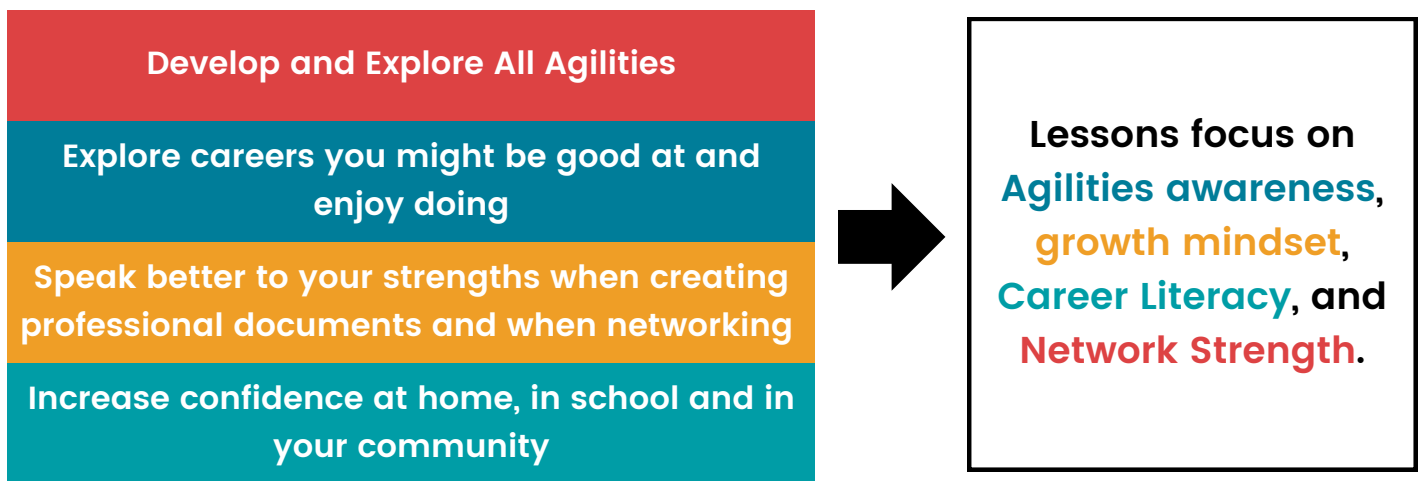 Develop and Explore All Agilities
Explore careers you might be good at and
enjoy doing
Speak better to your strengths when creating
professional documents and when networking
Increase confidence at home, in school and in
your community
Lessons focus on
Agilities awareness,
growth mindset,
Career Literacy, and
Network Strength.